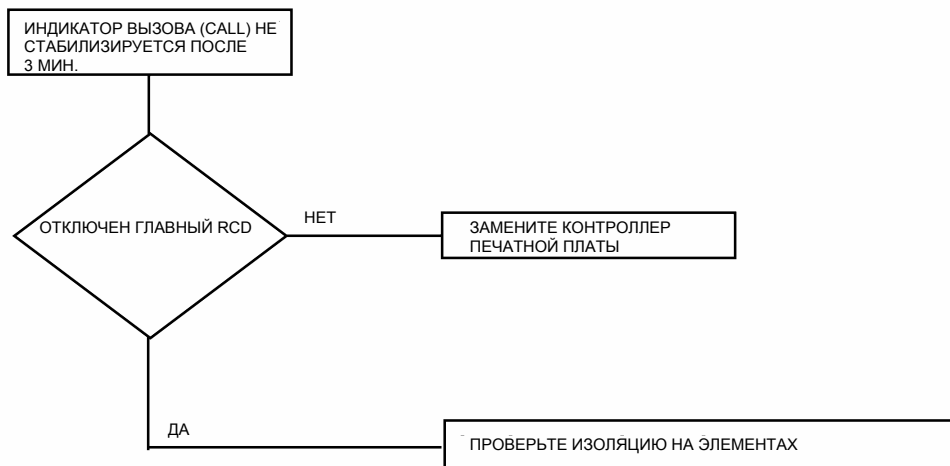 ИНДИКАТОР ВЫЗОВА (CALL) НЕ
СТАБИЛИЗИРУЕТСЯ ПОСЛЕ
3 МИН.
ОТКЛЮЧЕН ГЛАВНЫЙ RCD
НЕТ
ЗАМЕНИТЕ КОНТРОЛЛЕР
ПЕЧАТНОЙ ПЛАТЫ
ДА
ПРОВЕРЬТЕ ИЗОЛЯЦИЮ НА ЭЛЕМЕНТАХ